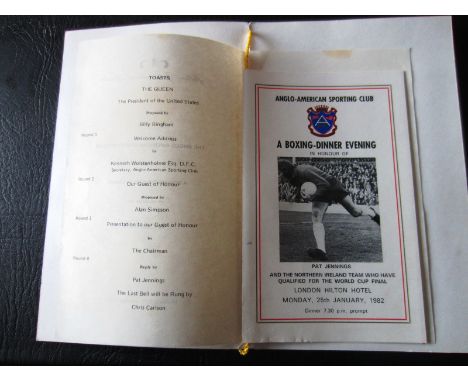 TOASTS
THE QUEEN
The President of the United States
Proposed by
Billy Bingham
Round 1
Welcome Address
by
Kenneth Wolstenholme Esq. D.F.C.
Secretary, Anglo American Sporting Club
Round 2
Our Guest of Honour
Proposed by
Alan Simpson
Round 3
Presentation to our Guest of Honour
by
The Chairman
Round 4
Reply by
Pat Jennings
The Last Bell will be Rung by
Chris Carlson
ANGLO-AMERICAN SPORTING CLUB
A BOXING-DINNER EVENING
IN HONOUR OF
PAT JENNINGS
AND THE NORTHERN IRELAND TEAM WHO HAVE
QUALIFIED FOR THE WORLD CUP FINAL
LONDON HILTON HOTEL
MONDAY, 25th JANUARY, 1982
Dinner 7.30 p.m. prompt